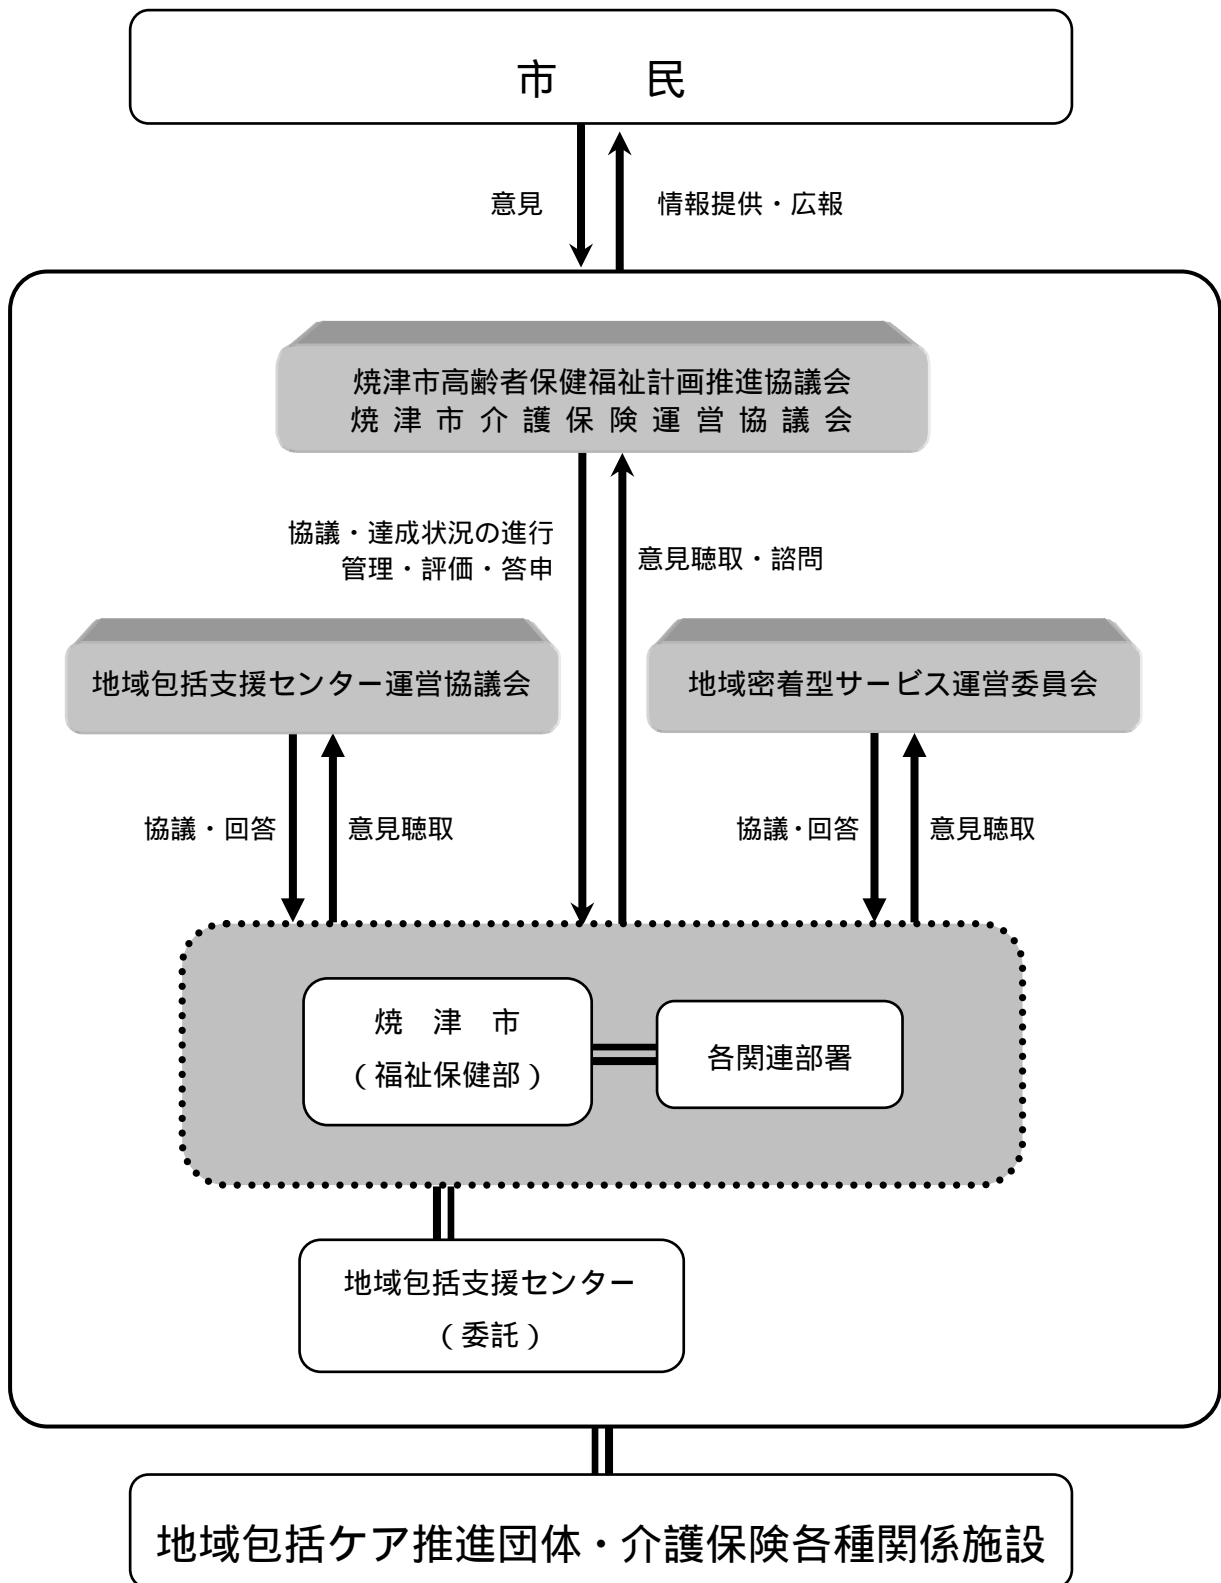 市　　民
意見
情報提供・広報
焼津市高齢者保健福祉計画推進協議会
焼津市介護保険運営協議会
協議・達成状況の進行
管理・評価・答申
意見聴取・諮問
地域包括支援センター運営協議会
地域密着型サービス運営委員会
協議・回答
意見聴取
協議・回答
意見聴取
焼　津　市
（福祉保健部）
各関連部署
地域包括支援センター
（委託）
地域包括ケア推進団体・介護保険各種関係施設